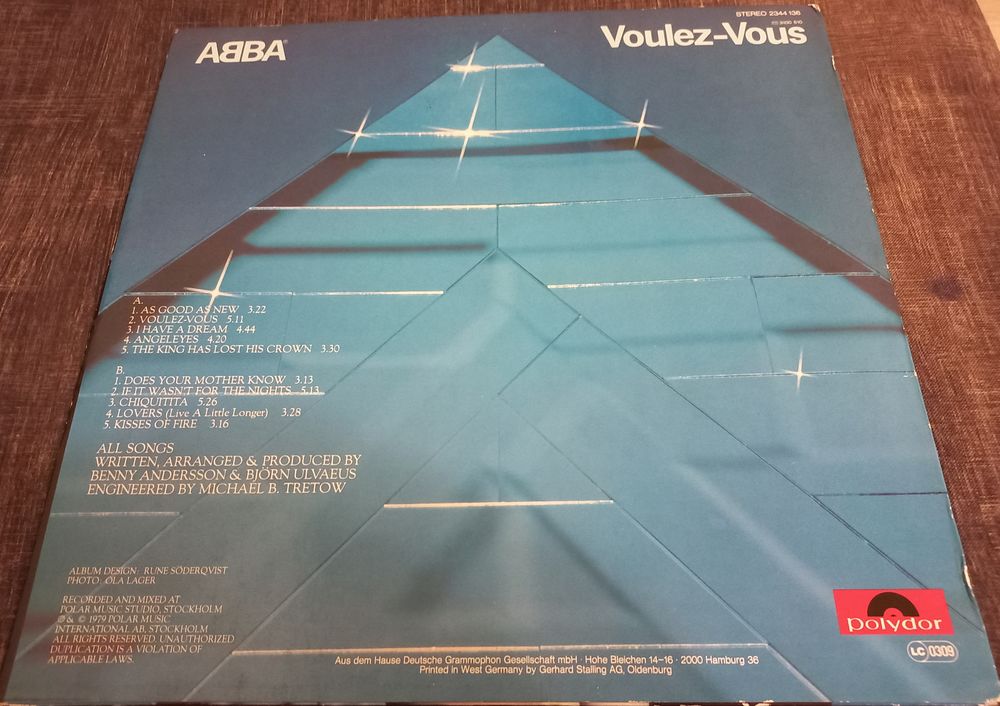 STEREO 2344 136
ABBA
Voulez-Vous
A.
1. AS GOOD AS NEW 3.22
2. VOULEZ-VOUS 5.11
3. I HAVE A DREAM 4.44
4. ANGELEYES 4.20
5. THE KING HAS LOST HIS CROWN 3.30
B.
1. DOES YOUR MOTHER KNOW 3.13
2. IF IT WASN'T FOR THE NIGHTS 5.13
3. CHIQUITITA 5.26
4. LOVERS (Live A Little Longer) 3.28
5. KISSES OF FIRE 3.16
ALL SONGS
WRITTEN, ARRANGED & PRODUCED BY
BENNY ANDERSSON & BJÖRN ULVAEUS
ENGINEERED BY MICHAEL B. TRETOW
ALBUM DESIGN: RUNE SÖDERQVIST
PHOTO: OLA LAGER
RECORDED AND MIXED AT
POLAR MUSIC STUDIO, STOCKHOLM
℗ & © 1979 POLAR MUSIC
INTERNATIONAL AB, STOCKHOLM
ALL RIGHTS RESERVED. UNAUTHORIZED
DUPLICATION IS A VIOLATION OF
APPLICABLE LAWS.
polydor
LC 0309
Aus dem Hause Deutsche Grammophon Gesellschaft mbH · Hohe Bleichen 14-16 · 2000 Hamburg 36
Printed in West Germany by Gerhard Stalling AG, Oldenburg